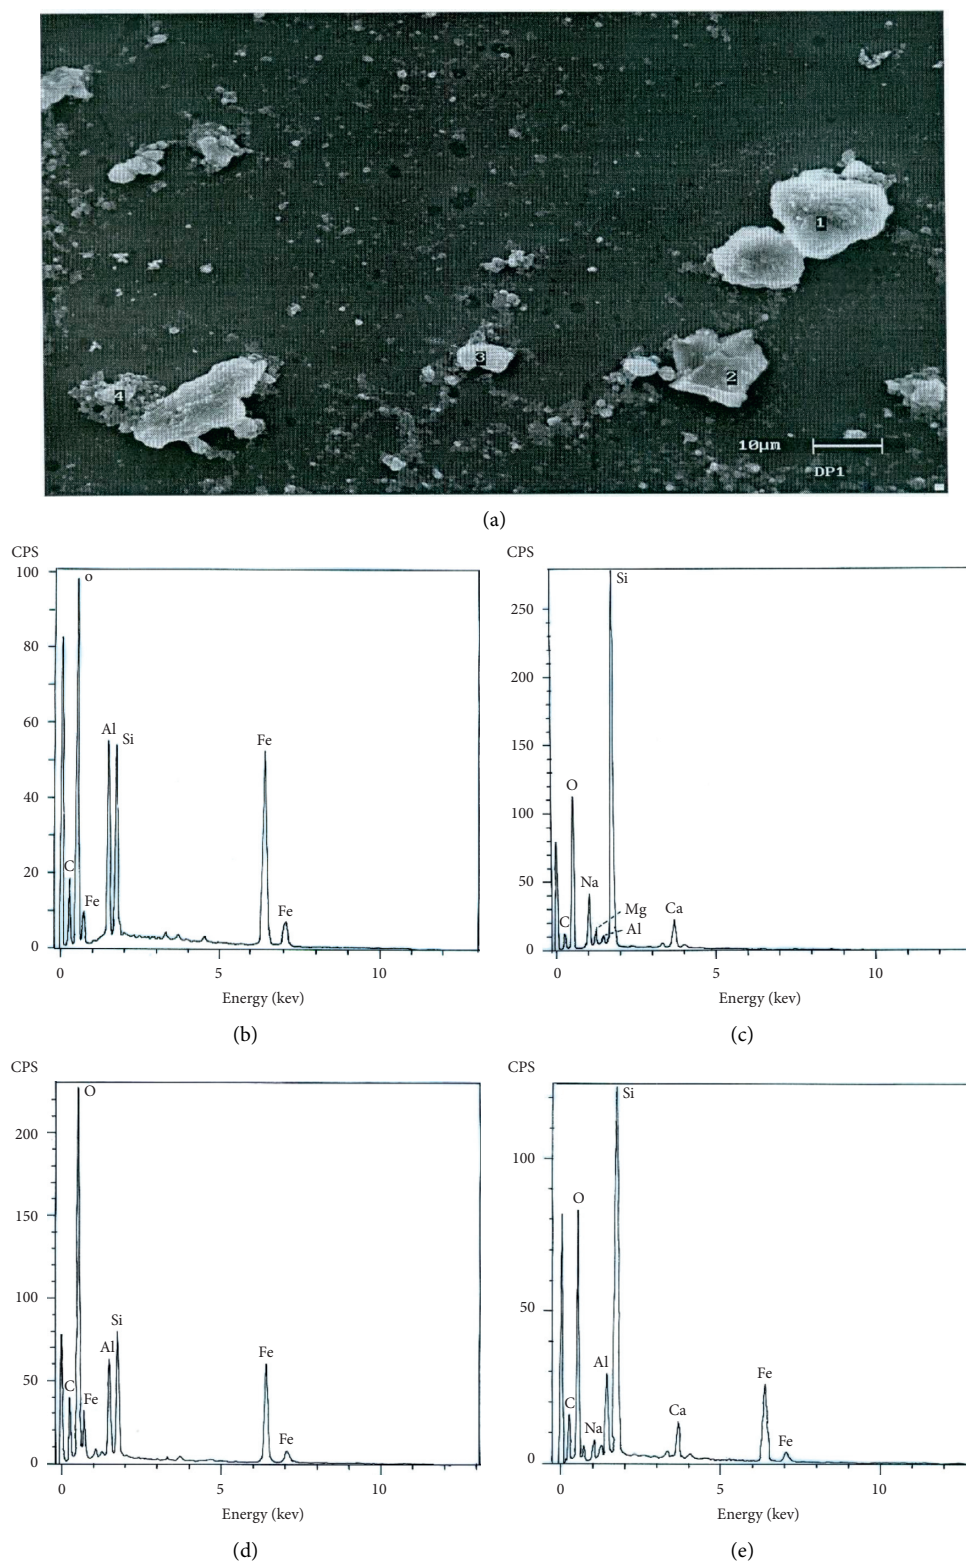 1
3
2
4
10µm
DP1
(a)
CPS
100
80
60
40
20
0
o
Al
Si
Fe
C
Fe
Fe
0 5 10
Energy (kev)
(b)
CPS
250
200
150
100
50
0
Si
O
Na
Mg
Al
C
Ca
0 5 10
Energy (kev)
(c)
CPS
200
150
100
50
0
O
Si
Al
C
Fe
Fe
Fe
0 5 10
Energy (kev)
(d)
CPS
100
50
0
Si
O
Al
C
Na
Ca
Fe
Fe
0 5 10
Energy (kev)
(e)